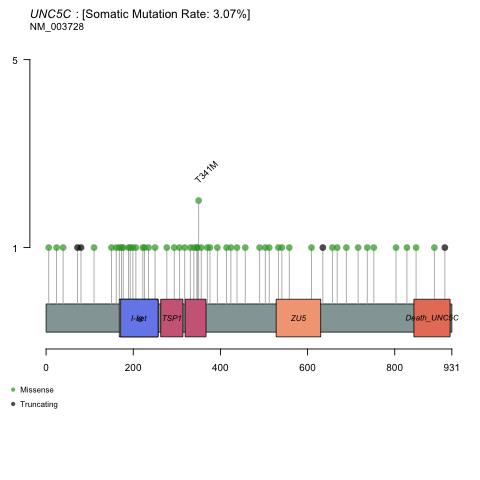 UNC5C : [Somatic Mutation Rate: 3.07%]
NM_003728
5
T341M
1
TSP1
ZU5
Death_UNC5C
0
200
400
600
800
931
Missense
Truncating